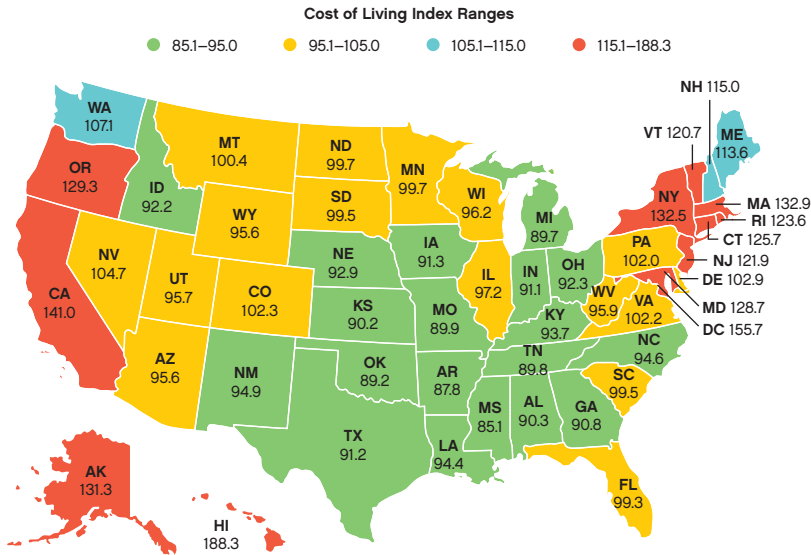 Cost of Living Index Ranges
85.1–95.0
95.1–105.0
105.1–115.0
115.1–188.3
NH 115.0
WA
107.1
VT 120.7
ME
113.6
MT
100.4
ND
99.7
MN
99.7
OR
129.3
ID
92.2
SD
99.5
WI
96.2
MI
89.7
NY
132.5
MA 132.9
RI 123.6
CT 125.7
NJ 121.9
DE 102.9
MD 128.7
DC 155.7
WY
95.6
NV
104.7
UT
95.7
CO
102.3
NE
92.9
IA
91.3
IL
97.2
IN
91.1
OH
92.3
PA
102.0
WV
95.9
VA
102.2
CA
141.0
KS
90.2
MO
89.9
KY
93.7
NC
94.6
TN
89.8
SC
99.5
AZ
95.6
NM
94.9
OK
89.2
AR
87.8
MS
85.1
AL
90.3
GA
90.8
TX
91.2
LA
94.4
FL
99.3
AK
131.3
HI
188.3